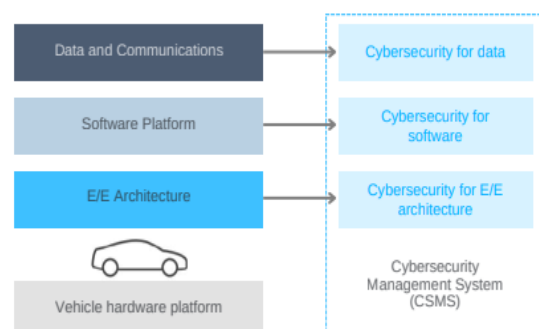 Data and Communications
Cybersecurity for data
Software Platform
Cybersecurity for
software
E/E Architecture
Cybersecurity for E/E
architecture
Vehicle hardware platform
Cybersecurity
Management System
(CSMS)